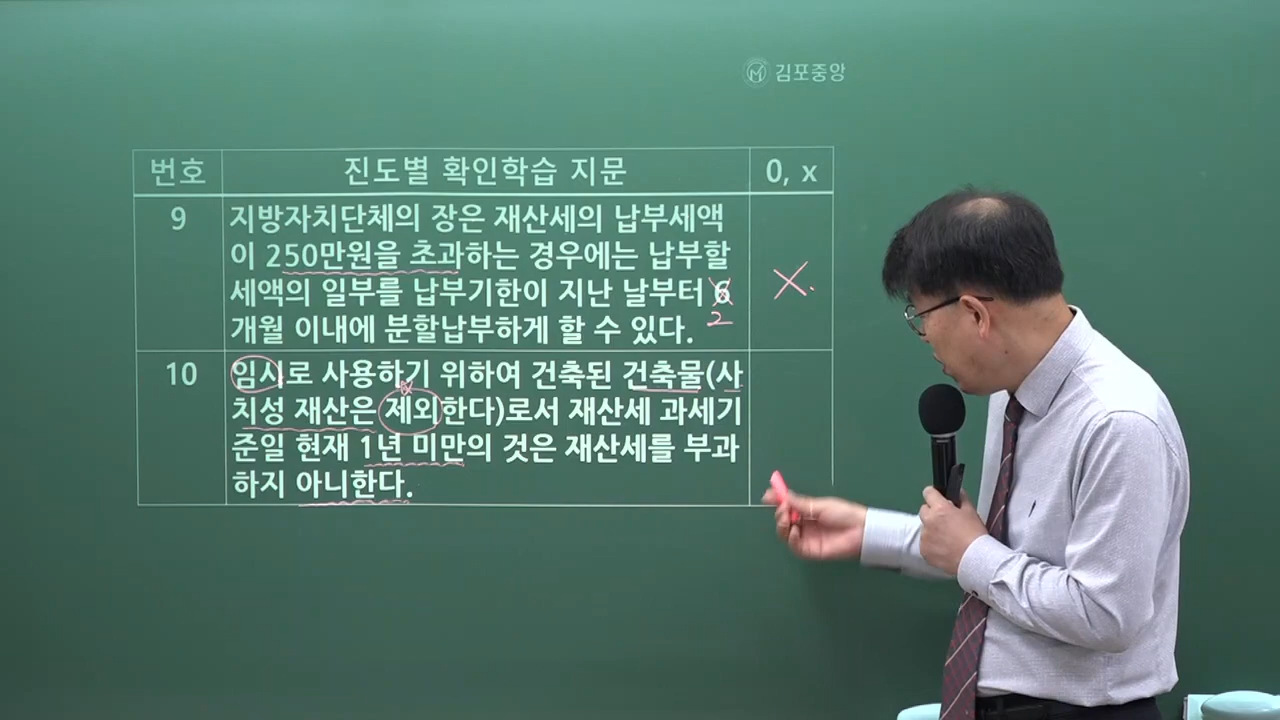 김포중앙
번호 진도별 확인학습 지문 0, x
9 지방자치단체의 장은 재산세의 납부세액
이 250만원을 초과하는 경우에는 납부할
세액의 일부를 납부기한이 지난 날부터 6
2
개월 이내에 분할납부하게 할 수 있다.
X.
10 임시로 사용하기 위하여 건축된 건축물(사
치성 재산은 제외한다)로서 재산세 과세기
준일 현재 1년 미만의 것은 재산세를 부과
하지 아니한다.